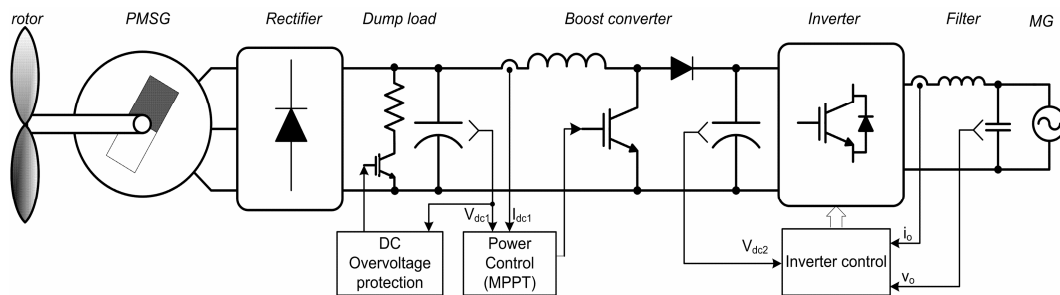 rotor
PMSG
Rectifier
Dump load
Boost converter
Inverter
Filter
MG
V_dc1
i_dc1
DC
Overvoltage
protection
Power
Control
(MPPT)
V_dc2
Inverter control
i_o
v_o